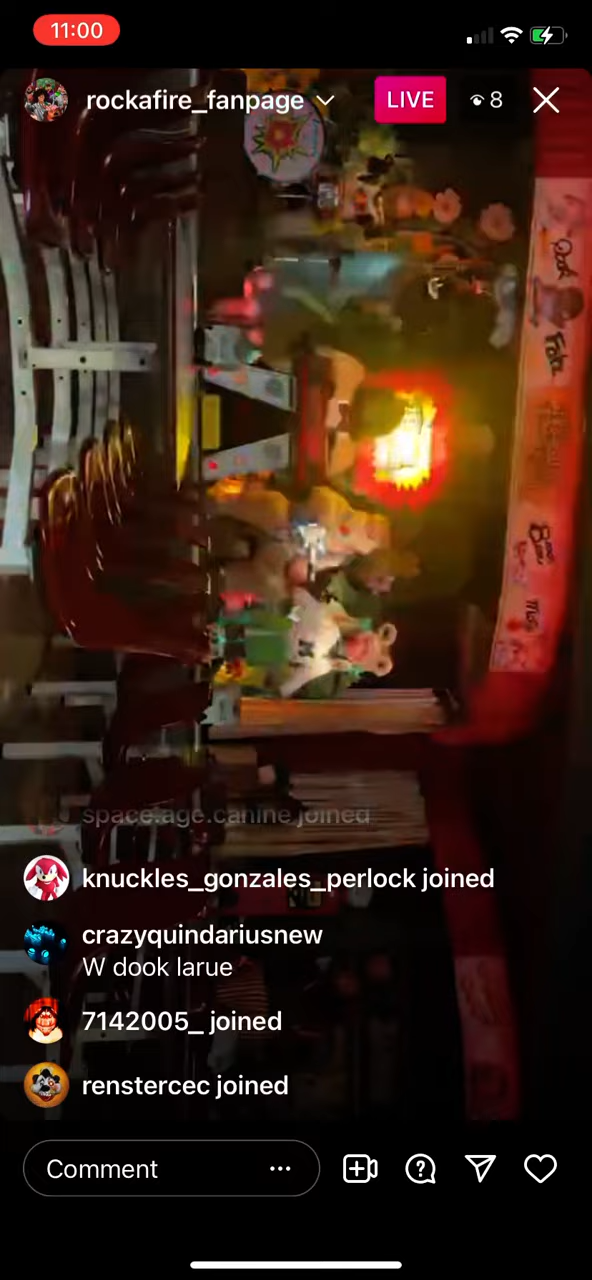 11:00
rockafire_fanpage
LIVE
8
space.age.canine joined
knuckles_gonzales_perlock joined
crazyquindariusnew
W dook larue
7142005_ joined
renstercec joined
Comment